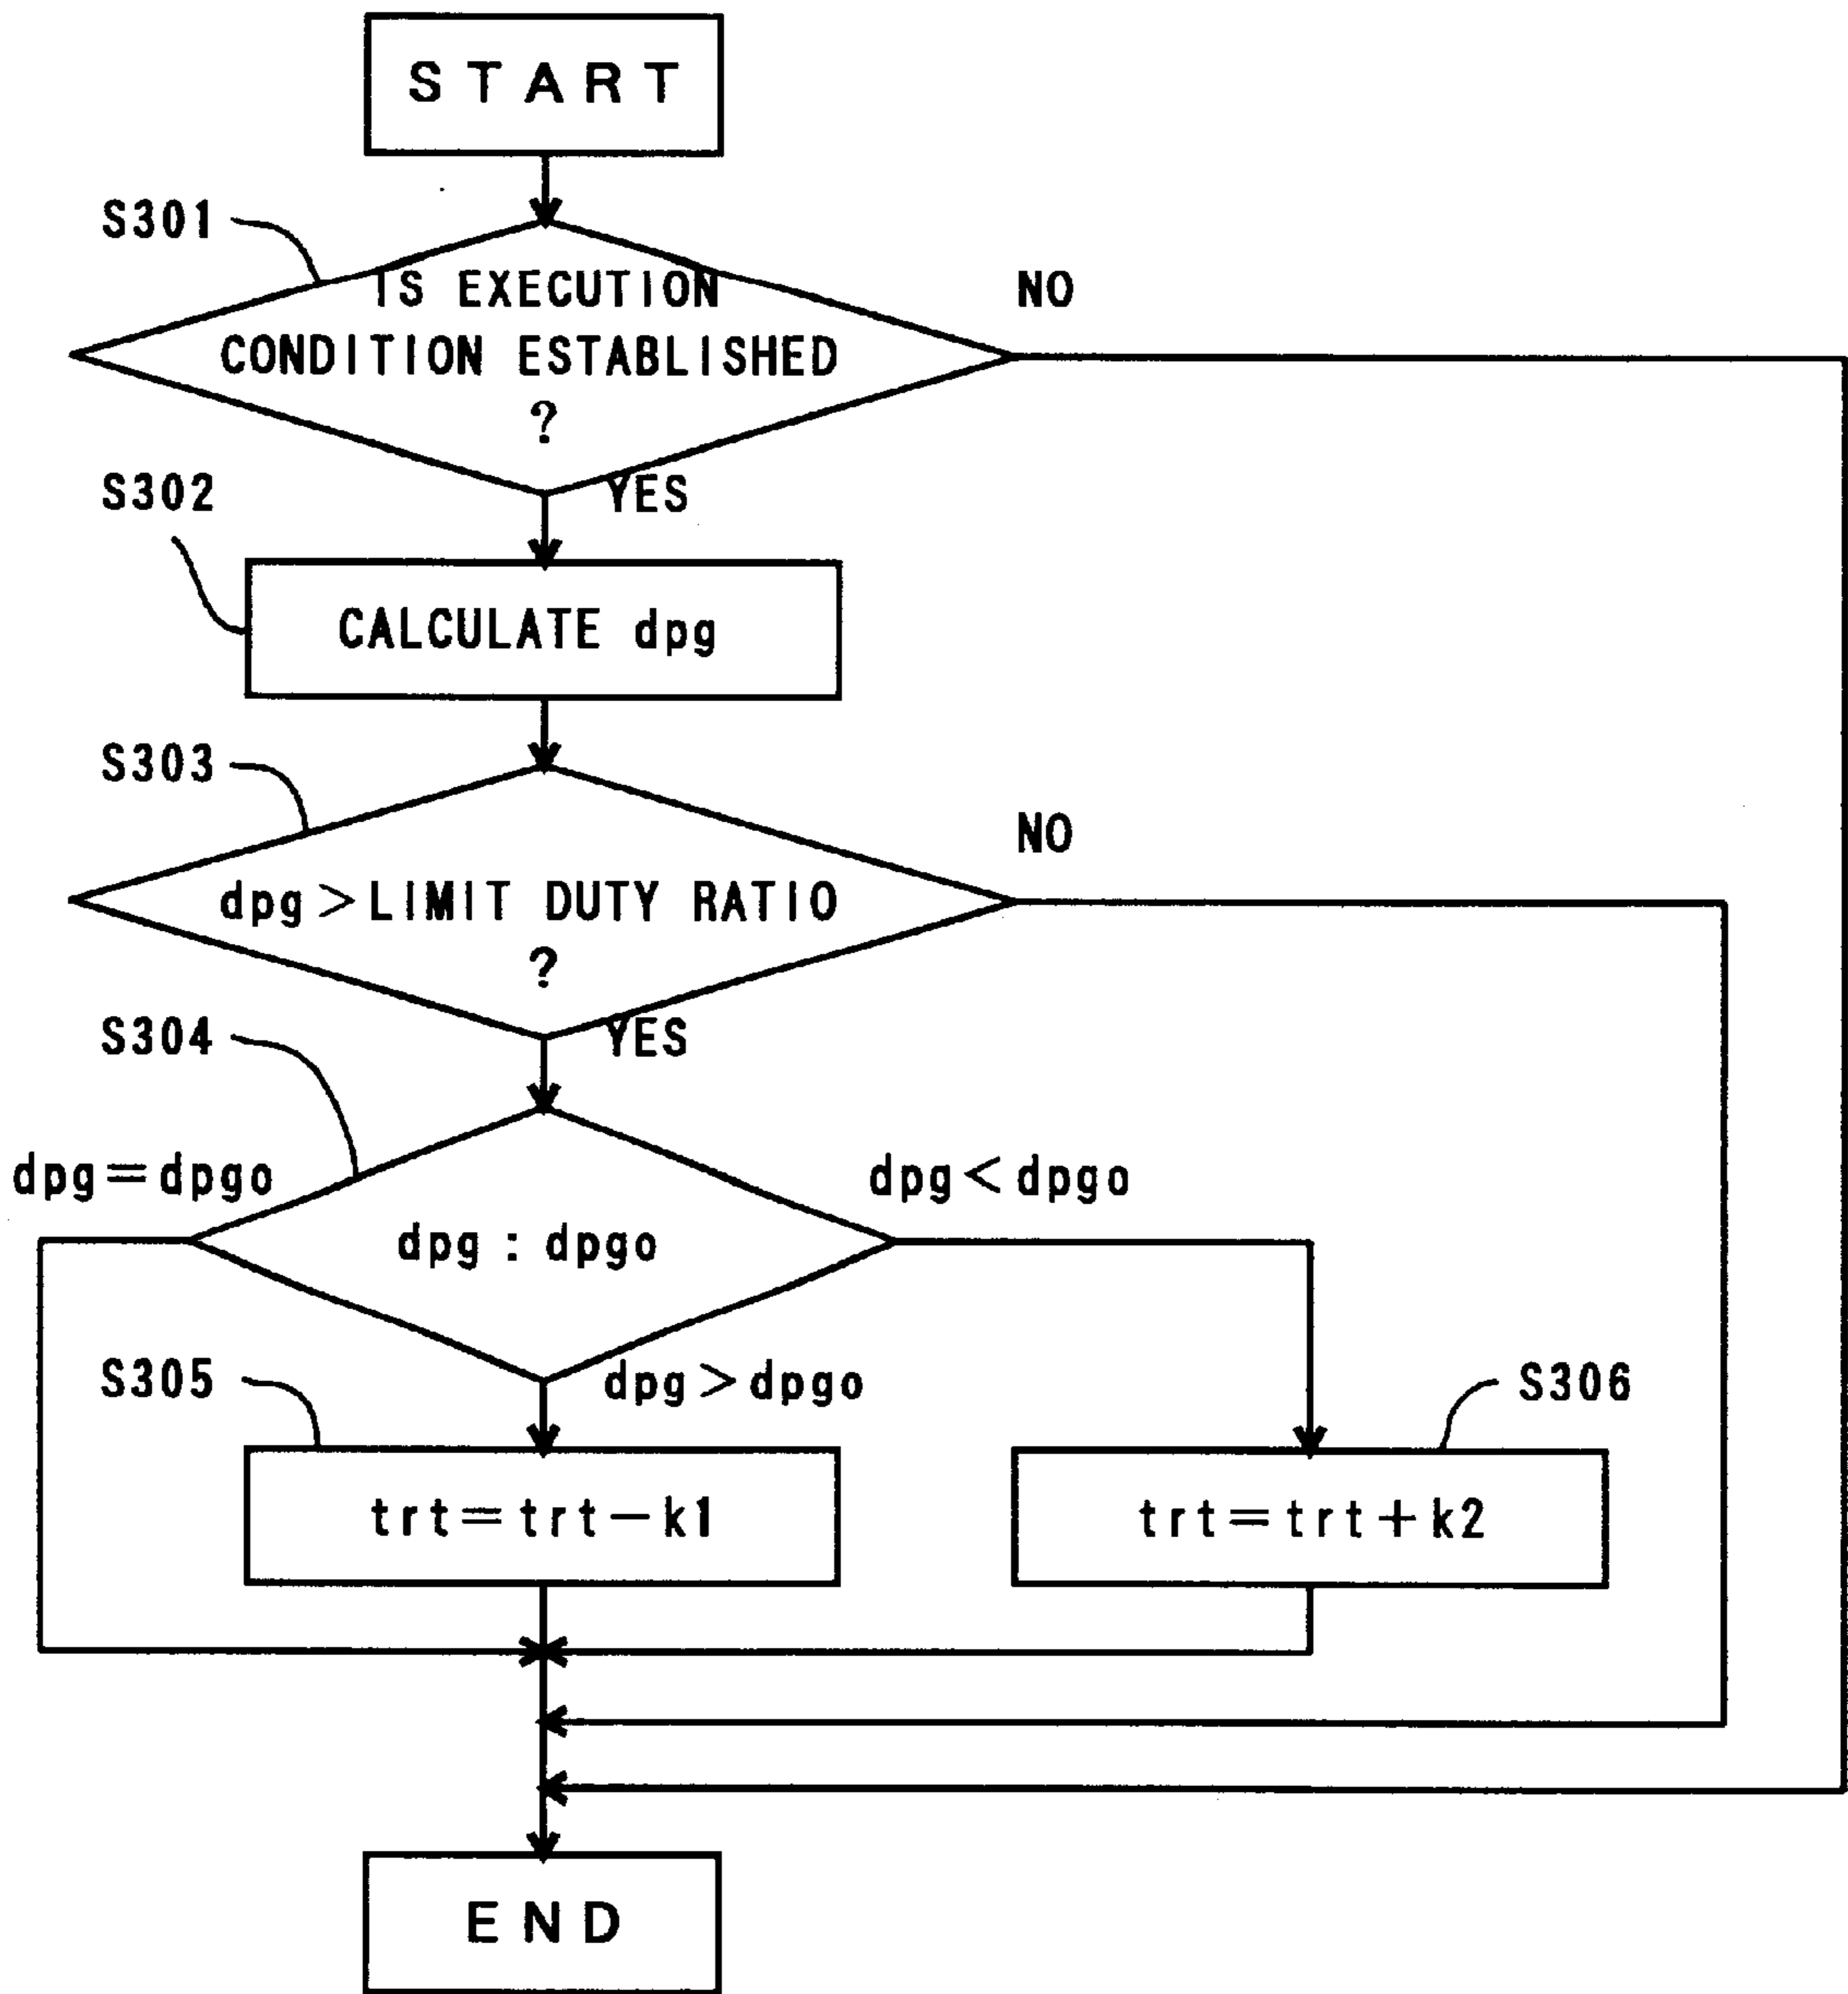 START
S301
IS EXECUTION
CONDITION ESTABLISHED
?
NO
YES
S302
CALCULATE dpg
S303
dpg>LIMIT DUTY RATIO
?
NO
YES
S304
dpg=dpgo
dpg:dpgo
dpg<dpgo
dpg>dpgo
S305
trt=trt-k1
S306
trt=trt+k2
END